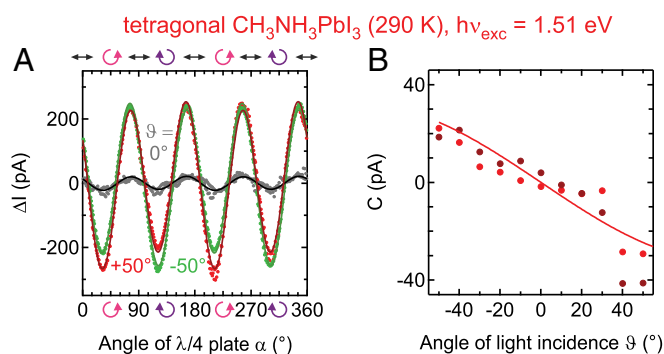 tetragonal CH3NH3PbI3 (290 K), hνexc = 1.51 eV
A
B
200
0
-200
ΔI (pA)
ϑ =
0°
+50°
-50°
0
90
180
270
360
Angle of λ/4 plate α (°)
40
0
-40
C (pA)
-40
-20
0
20
40
Angle of light incidence ϑ (°)